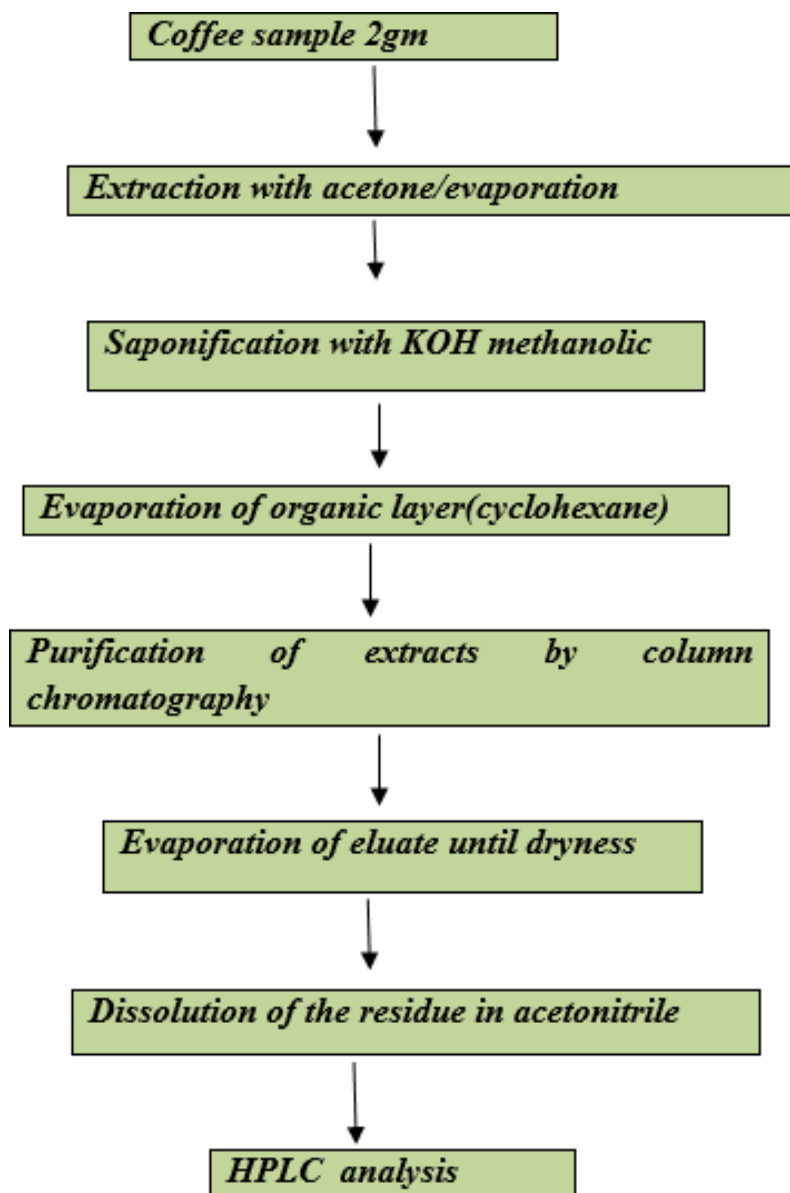 Coffee sample 2gm
Extraction with acetone/evaporation
Saponification with KOH methanolic
Evaporation of organic layer(cyclohexane)
Purification of extracts by column
chromatography
Evaporation of eluate until dryness
Dissolution of the residue in acetonitrile
HPLC analysis